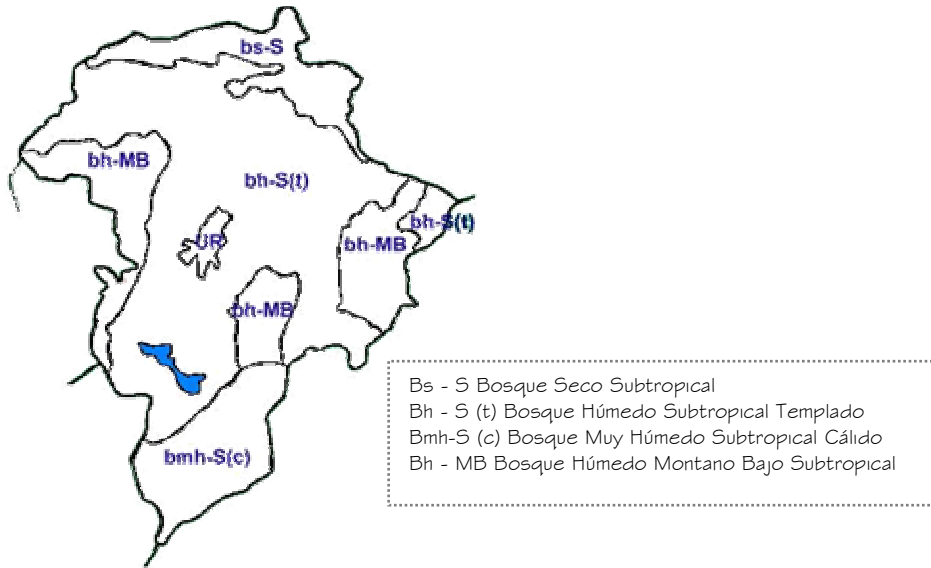 bs-S
bh-MB
bh-S(t)
bh-S(t)
UR
bh-MB
bh-MB
bmh-S(c)
Bs - S Bosque Seco Subtropical
Bh - S (t) Bosque Húmedo Subtropical Templado
Bmh-S (c) Bosque Muy Húmedo Subtropical Cálido
Bh - MB Bosque Húmedo Montano Bajo Subtropical